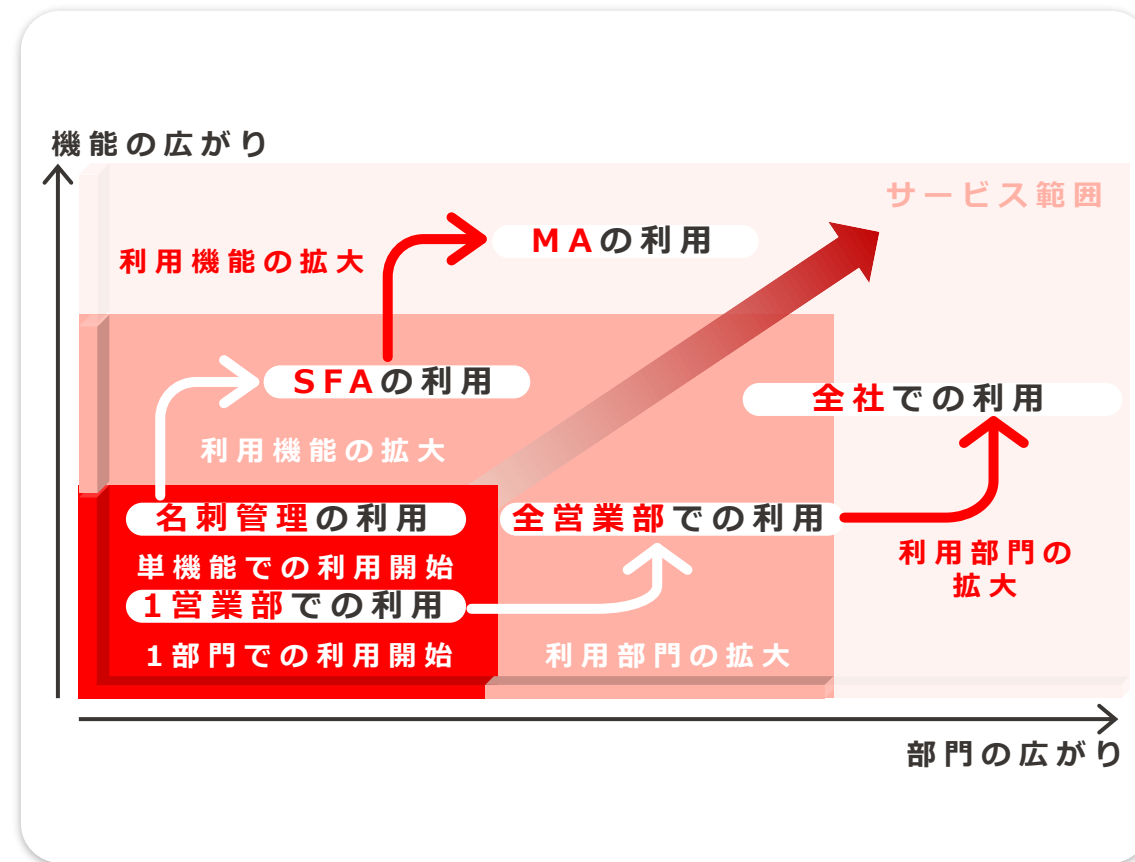 機能の広がり
サービス範囲
MAの利用
利用機能の拡大
SFAの利用
全社での利用
利用機能の拡大
名刺管理の利用
全営業部での利用
単機能での利用開始
利用部門の
拡大
1営業部での利用
1部門での利用開始
利用部門の拡大
部門の広がり